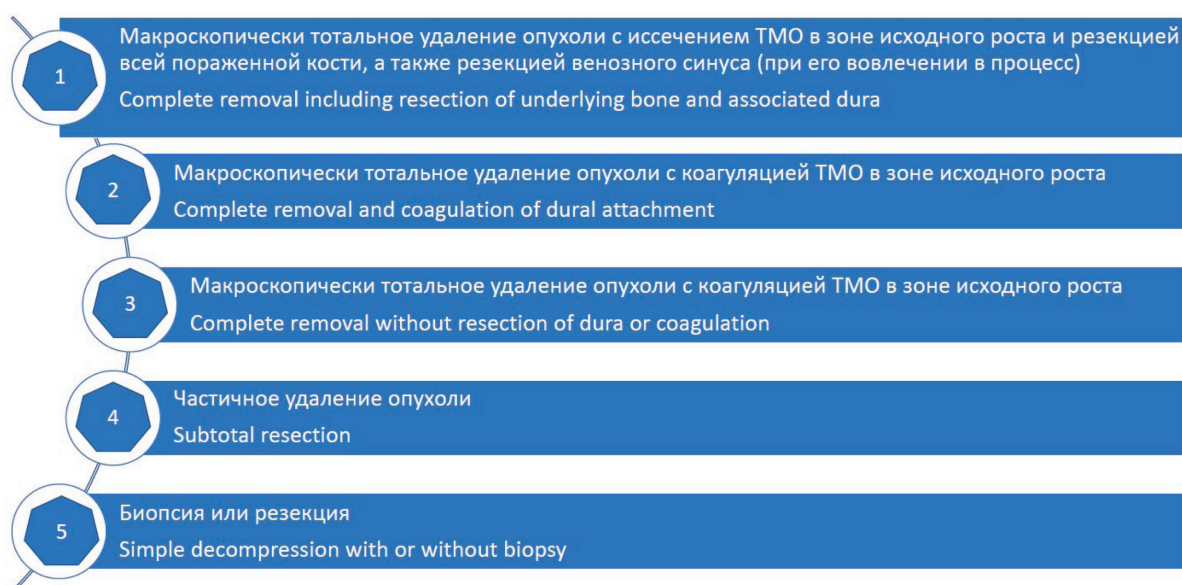 1
Макроскопически тотальное удаление опухоли с иссечением ТМО в зоне исходного роста и резекцией
всей пораженной кости, а также резекцией венозного синуса (при его вовлечении в процесс)
Complete removal including resection of underlying bone and associated dura
2
Макроскопически тотальное удаление опухоли с коагуляцией ТМО в зоне исходного роста
Complete removal and coagulation of dural attachment
3
Макроскопически тотальное удаление опухоли с коагуляцией ТМО в зоне исходного роста
Complete removal without resection of dura or coagulation
4
Частичное удаление опухоли
Subtotal resection
5
Биопсия или резекция
Simple decompression with or without biopsy